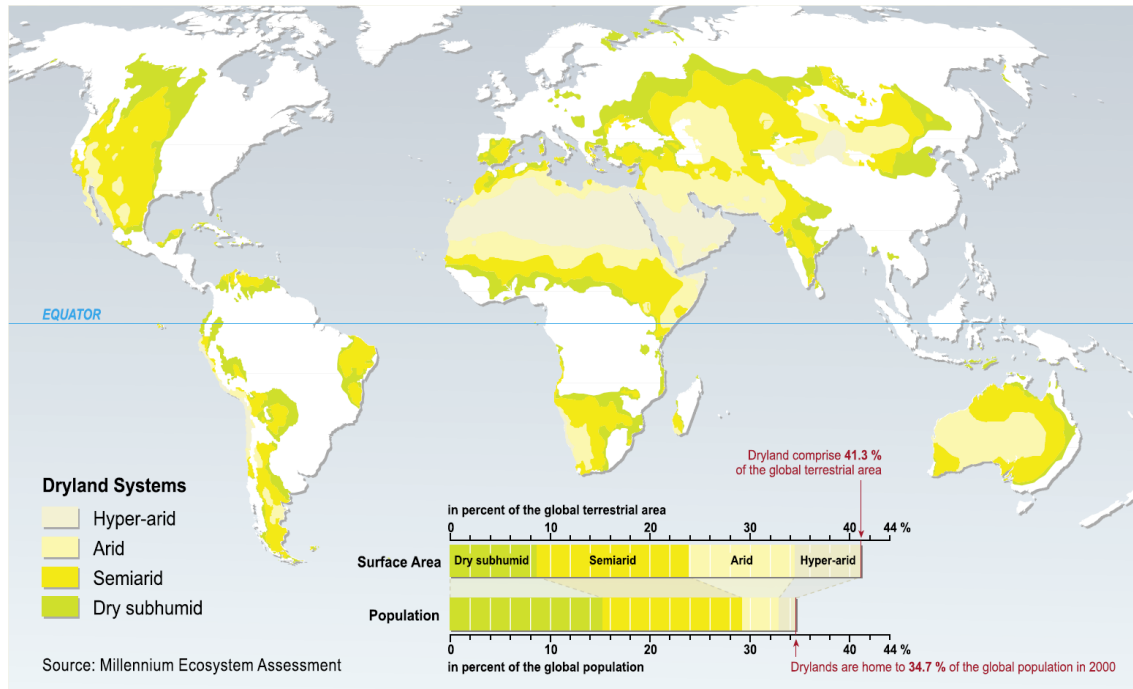 EQUATOR
Dryland Systems
Hyper-arid
Arid
Semiarid
Dry subhumid
Source: Millennium Ecosystem Assessment
Dryland comprise 41.3 %
of the global terrestrial area
in percent of the global terrestrial area
0 10 20 30 40 44 %
Surface Area Dry subhumid Semiarid Arid Hyper-arid
Population
0 10 20 30 40 44 %
in percent of the global population
Drylands are home to 34.7 % of the global population in 2000